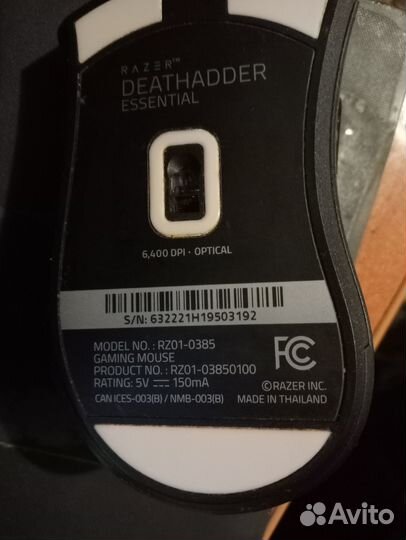 RAZER™
DEATHADDER
ESSENTIAL
6,400 DPI · OPTICAL
S/N: 632221H19503192
MODEL NO. : RZ01-0385
GAMING MOUSE
PRODUCT NO. : RZ01-03850100
RATING: 5V ⎓ 150mA
CAN ICES-003(B) / NMB-003(B)
FC
©RAZER INC.
MADE IN THAILAND
Avito